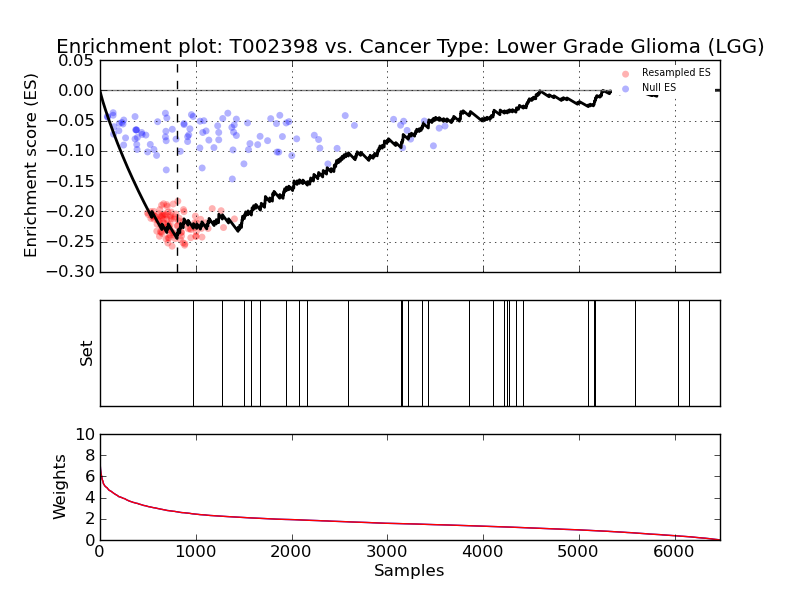 Enrichment plot: T002398 vs. Cancer Type: Lower Grade Glioma (LGG)
Enrichment score (ES)
0.05
0.00
−0.05
−0.10
−0.15
−0.20
−0.25
−0.30
Resampled ES
Null ES
Set
Weights
10
8
6
4
2
0
0 1000 2000 3000 4000 5000 6000
Samples